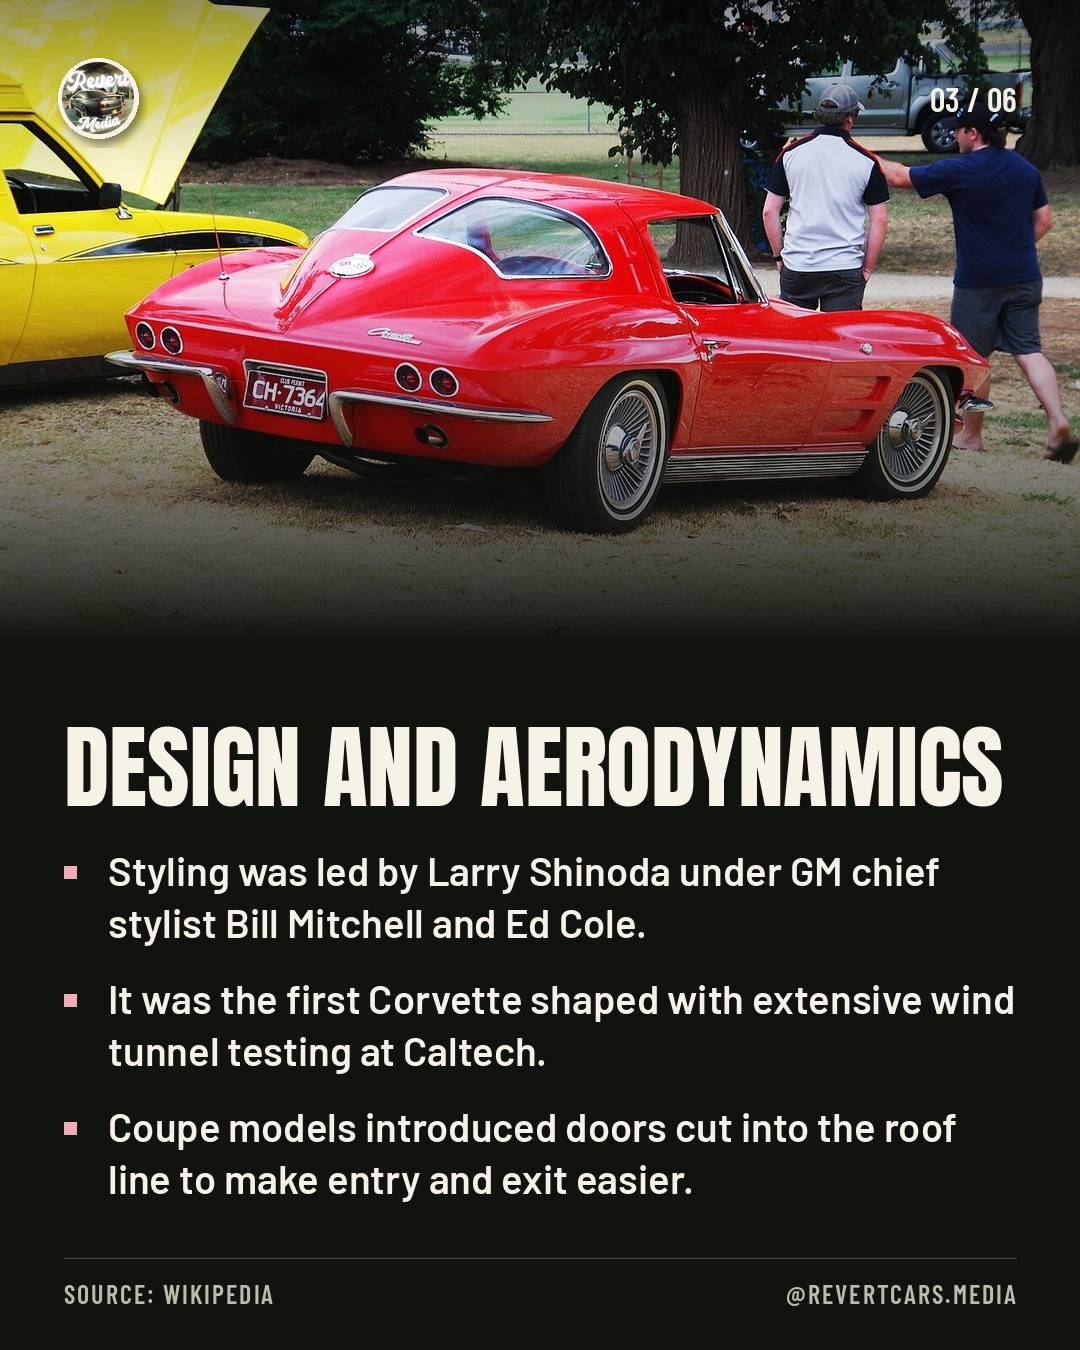 Revert
Media
03 / 06
Corvette
CLUB PERMIT
CH·7364
VICTORIA
DESIGN AND AERODYNAMICS
Styling was led by Larry Shinoda under GM chief
stylist Bill Mitchell and Ed Cole.
It was the first Corvette shaped with extensive wind
tunnel testing at Caltech.
Coupe models introduced doors cut into the roof
line to make entry and exit easier.
SOURCE: WIKIPEDIA
@REVERTCARS.MEDIA